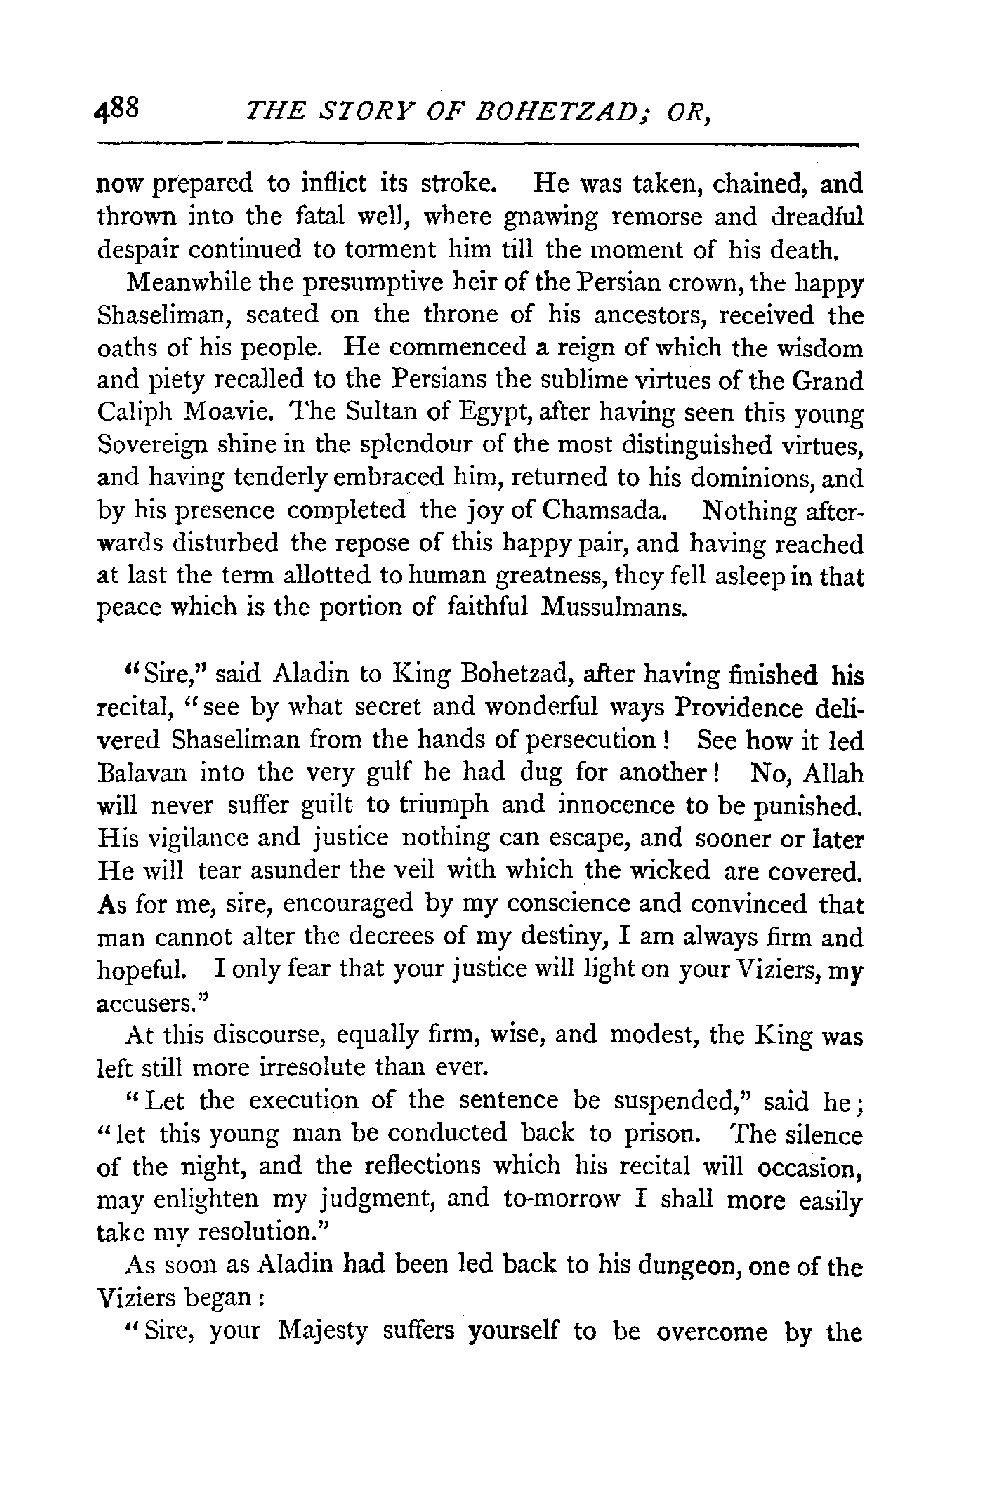 488 THE STORY OF BOHETZAD; OR,
now prepared to inflict its stroke. He was taken, chained, and
thrown into the fatal well, where gnawing remorse and dreadful
despair continued to torment him till the moment of his death.
Meanwhile the presumptive heir of the Persian crown, the happy
Shaseliman, seated on the throne of his ancestors, received the
oaths of his people. He commenced a reign of which the wisdom
and piety recalled to the Persians the sublime virtues of the Grand
Caliph Moavie. The Sultan of Egypt, after having seen this young
Sovereign shine in the splendour of the most distinguished virtues,
and having tenderly embraced him, returned to his dominions, and
by his presence completed the joy of Chamsada. Nothing after-
wards disturbed the repose of this happy pair, and having reached
at last the term allotted to human greatness, they fell asleep in that
peace which is the portion of faithful Mussulmans.
"Sire," said Aladin to King Bohetzad, after having finished his
recital, "see by what secret and wonderful ways Providence deli-
vered Shaseliman from the hands of persecution! See how it led
Balavan into the very gulf he had dug for another! No, Allah
will never suffer guilt to triumph and innocence to be punished.
His vigilance and justice nothing can escape, and sooner or later
He will tear asunder the veil with which the wicked are covered.
As for me, sire, encouraged by my conscience and convinced that
man cannot alter the decrees of my destiny, I am always firm and
hopeful. I only fear that your justice will light on your Viziers, my
accusers."
At this discourse, equally firm, wise, and modest, the King was
left still more irresolute than ever.
"Let the execution of the sentence be suspended," said he;
"let this young man be conducted back to prison. The silence
of the night, and the reflections which his recital will occasion,
may enlighten my judgment, and to-morrow I shall more easily
take my resolution."
As soon as Aladin had been led back to his dungeon, one of the
Viziers began:
"Sire, your Majesty suffers yourself to be overcome by the